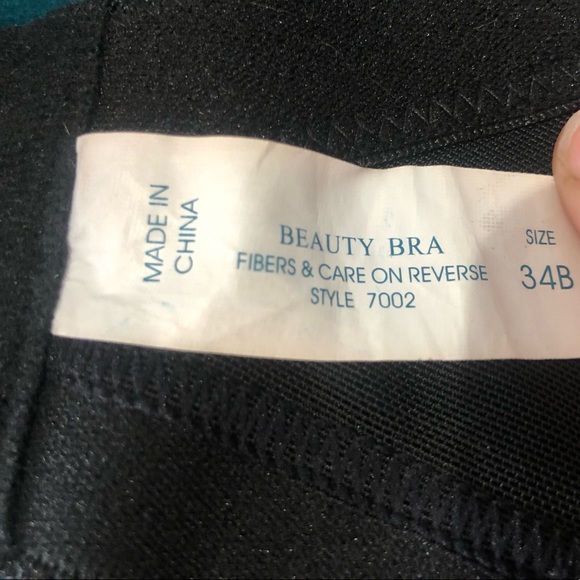 MADE IN
CHINA
BEAUTY BRA
FIBERS & CARE ON REVERSE
STYLE 7002
SIZE
34B